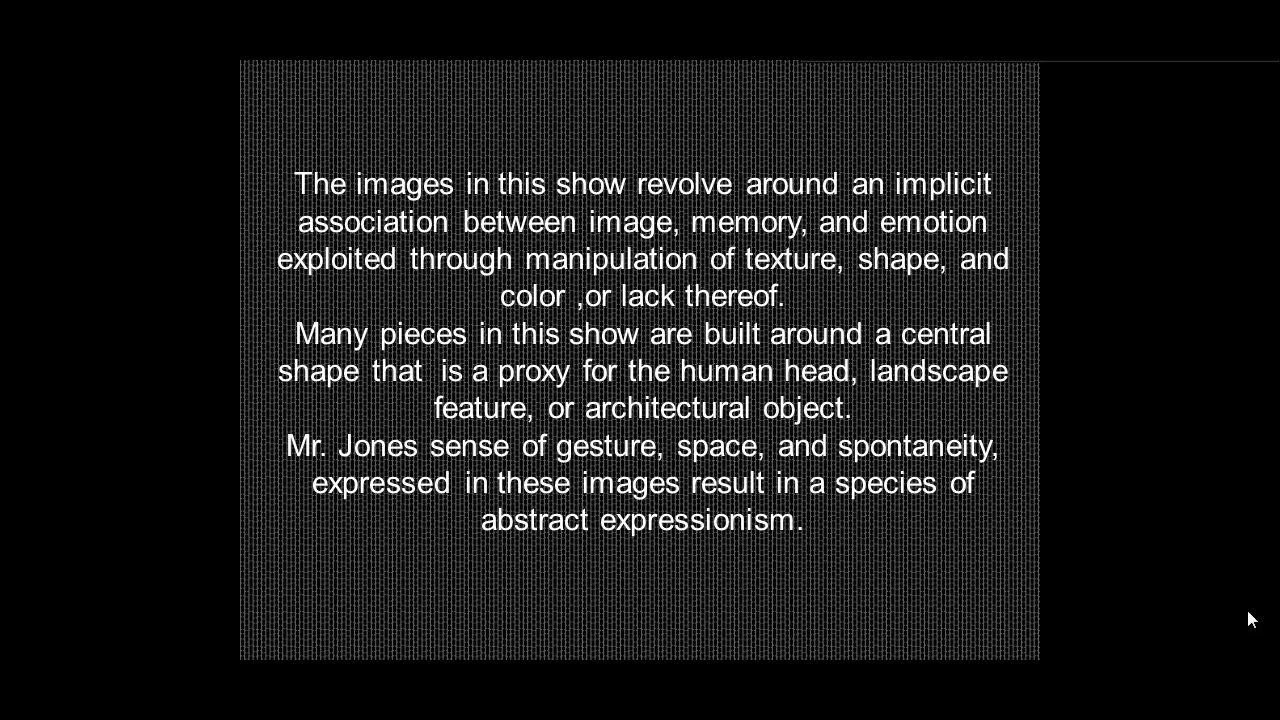 The images in this show revolve around an implicit
association between image, memory, and emotion
exploited through manipulation of texture, shape, and
color ,or lack thereof.
Many pieces in this show are built around a central
shape that is a proxy for the human head, landscape
feature, or architectural object.
Mr. Jones sense of gesture, space, and spontaneity,
expressed in these images result in a species of
abstract expressionism.